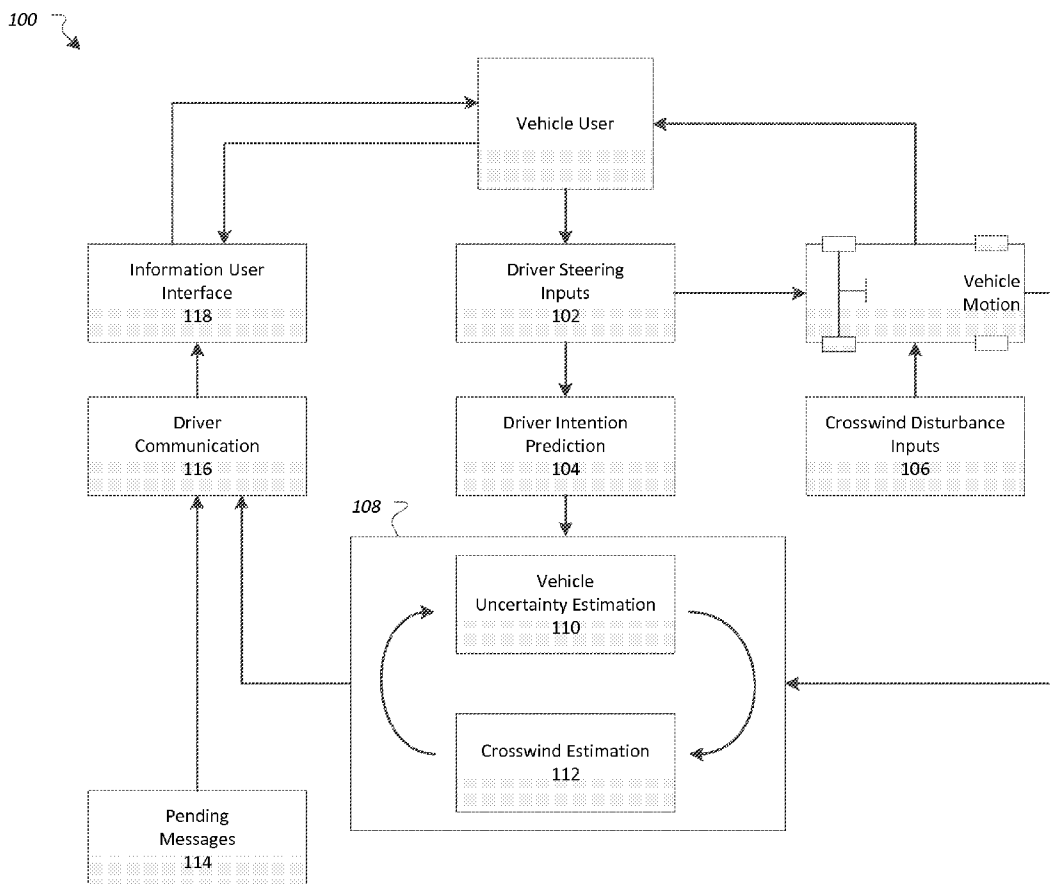 100
Vehicle User
Information User
Interface
118
Driver Steering
Inputs
102
Vehicle
Motion
Driver
Communication
116
Driver Intention
Prediction
104
Crosswind Disturbance
Inputs
106
108
Vehicle
Uncertainty Estimation
110
Crosswind Estimation
112
Pending
Messages
114